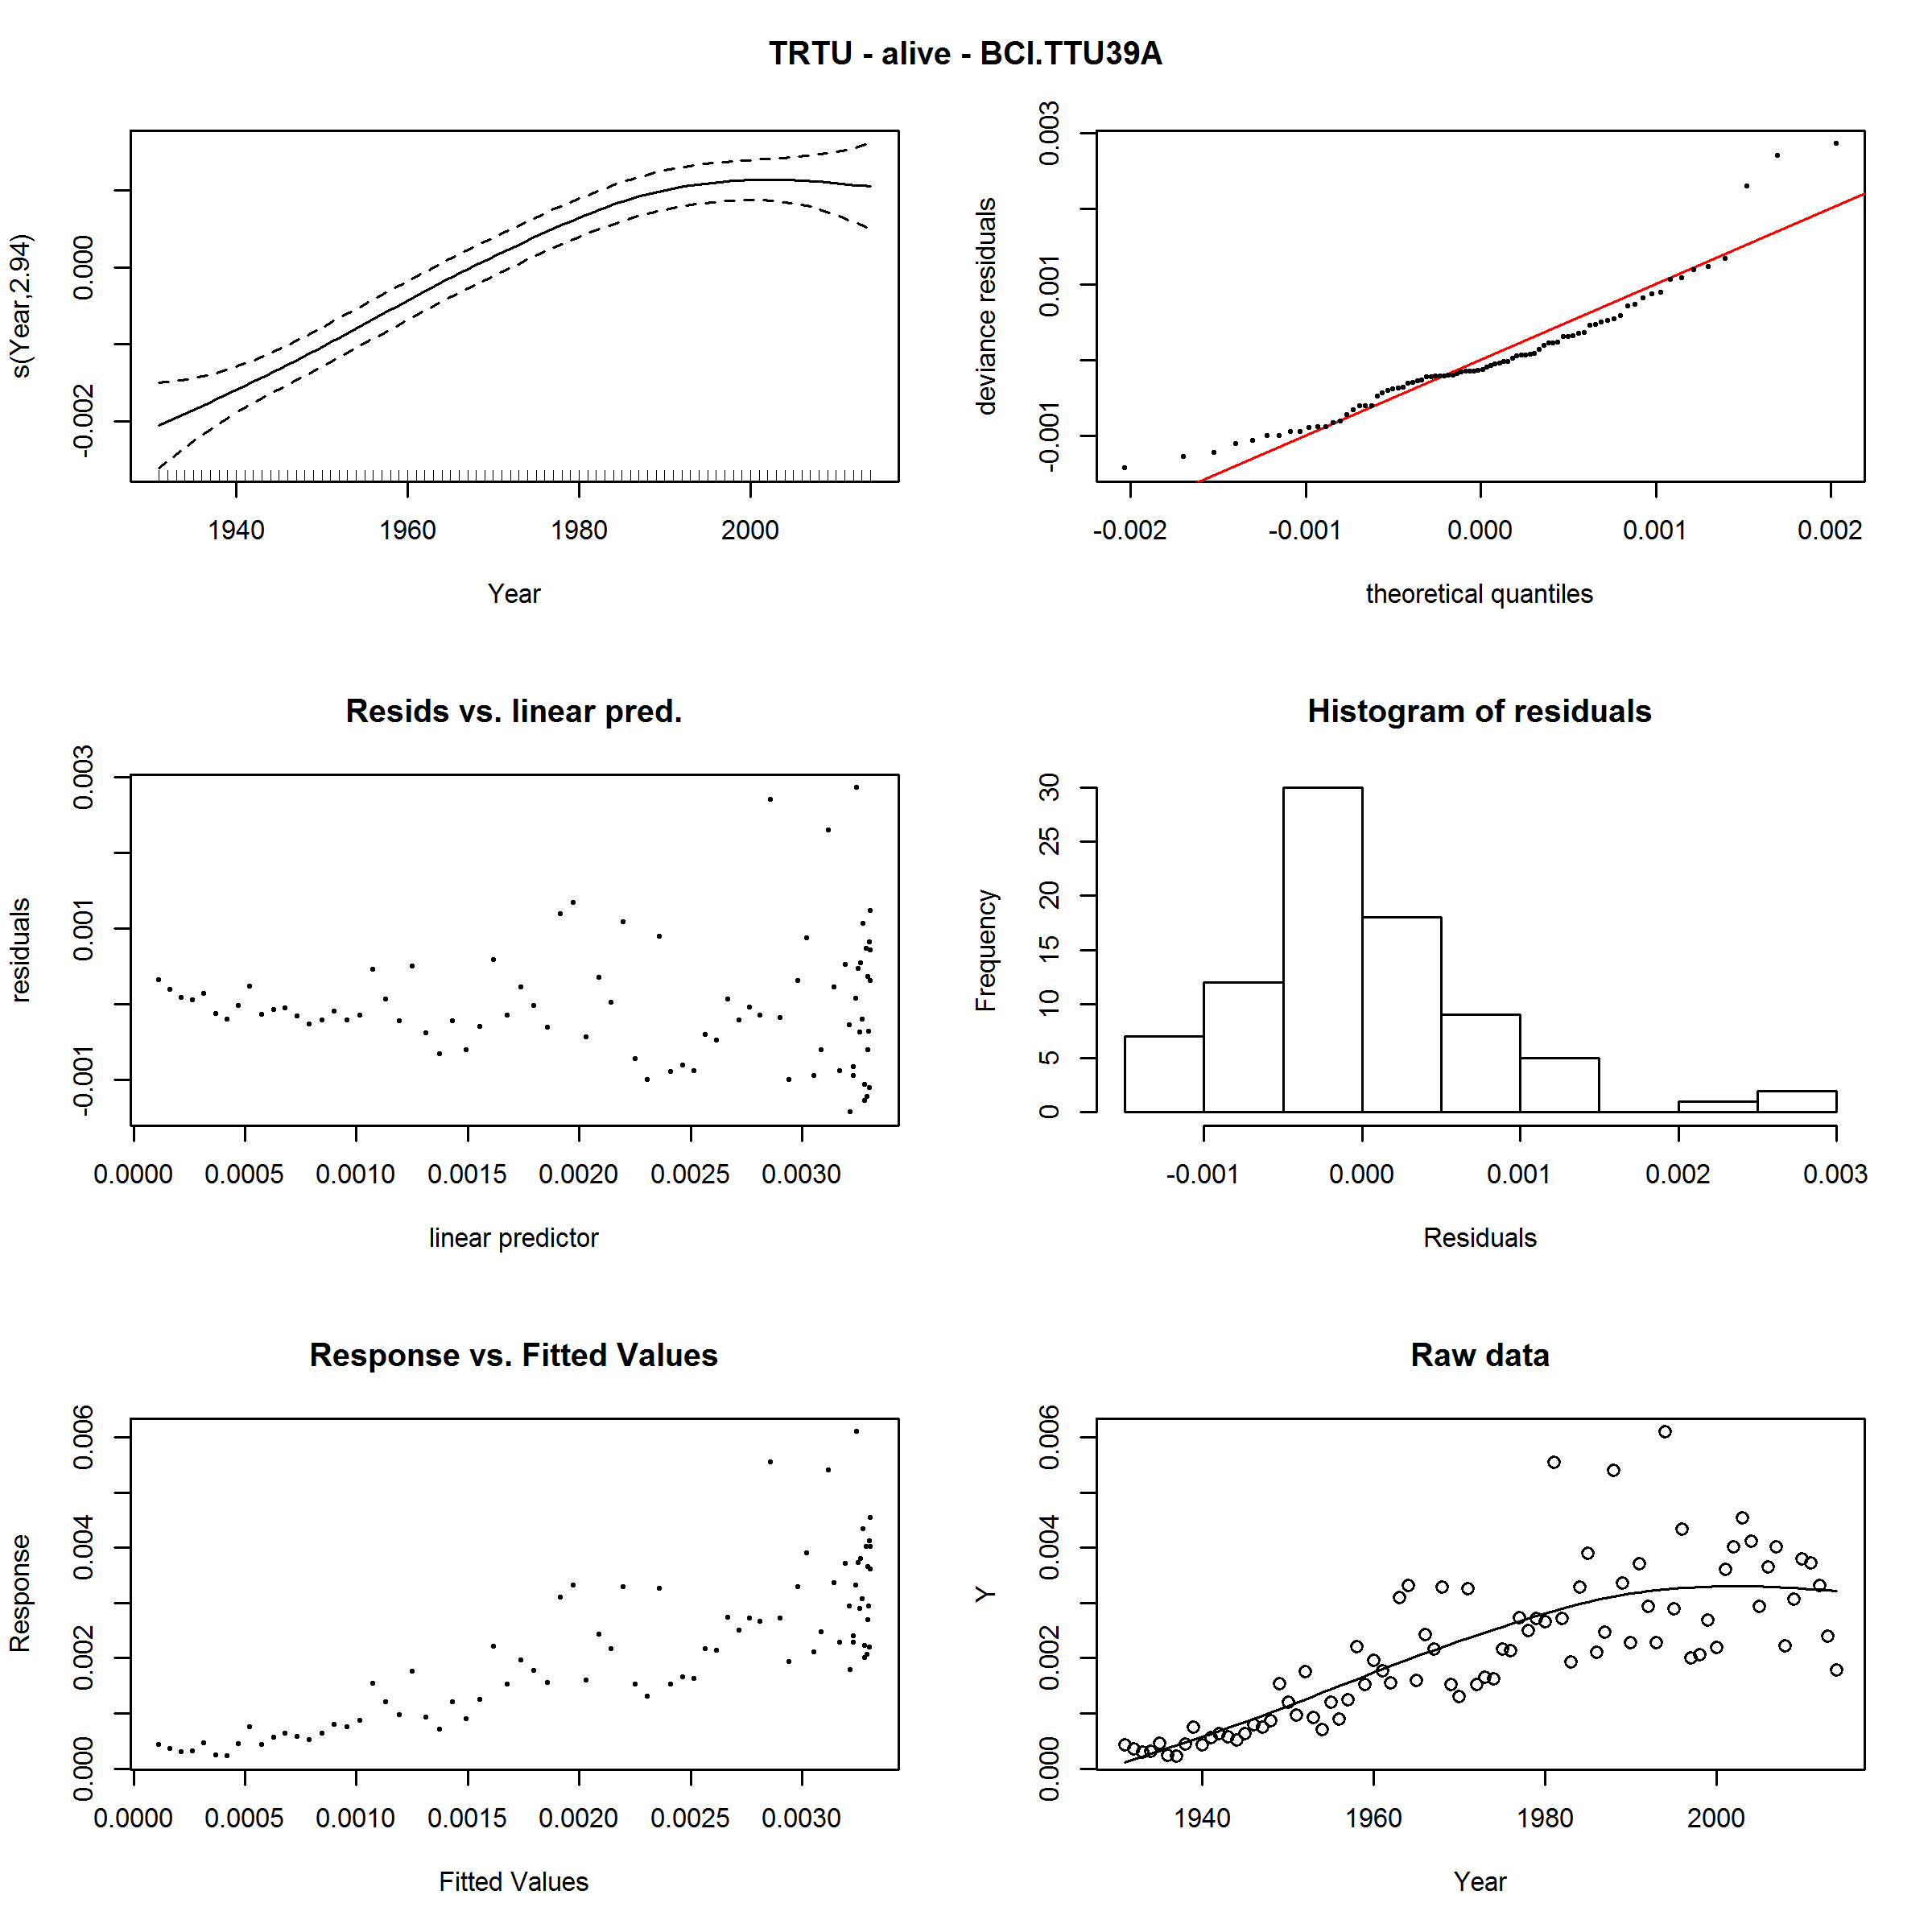 TRTU - alive - BCI.TTU39A
s(Year,2.94)
-0.002
0.000
1940 1960 1980 2000
Year
deviance residuals
-0.001
0.001
0.003
-0.002 -0.001 0.000 0.001 0.002
theoretical quantiles
Resids vs. linear pred.
residuals
-0.001
0.001
0.003
0.0000 0.0005 0.0010 0.0015 0.0020 0.0025 0.0030
linear predictor
Histogram of residuals
Frequency
0
5
10
15
20
25
30
-0.001 0.000 0.001 0.002 0.003
Residuals
Response vs. Fitted Values
Response
0.000
0.002
0.004
0.006
0.0000 0.0005 0.0010 0.0015 0.0020 0.0025 0.0030
Fitted Values
Raw data
Y
0.000
0.002
0.004
0.006
1940 1960 1980 2000
Year